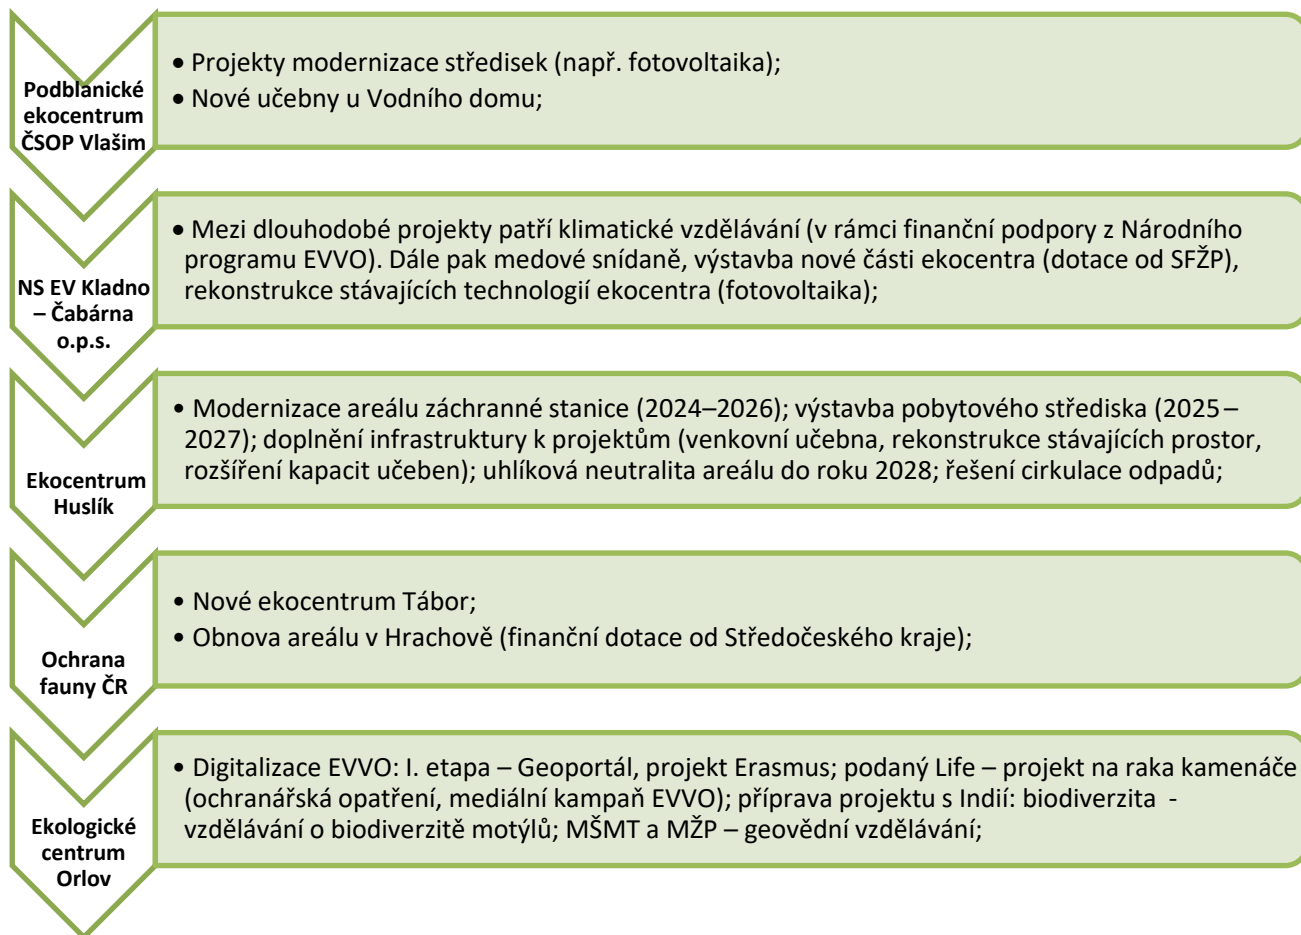 Podblanické
ekocentrum
ČSOP Vlašim
• Projekty modernizace středisek (např. fotovoltaika);
• Nové učebny u Vodního domu;
NS EV Kladno
– Čabárna
o.p.s.
• Mezi dlouhodobé projekty patří klimatické vzdělávání (v rámci finanční podpory z Národního
programu EVVO). Dále pak medové snídaně, výstavba nové části ekocentra (dotace od SFŽP),
rekonstrukce stávajících technologií ekocentra (fotovoltaika);
Ekocentrum
Huslík
• Modernizace areálu záchranné stanice (2024–2026); výstavba pobytového střediska (2025–
2027); doplnění infrastruktury k projektům (venkovní učebna, rekonstrukce stávajících prostor,
rozšíření kapacit učeben); uhlíková neutralita areálu do roku 2028; řešení cirkulace odpadů;
Ochrana
fauny ČR
• Nové ekocentrum Tábor;
• Obnova areálu v Hrachově (finanční dotace od Středočeského kraje);
Ekologické
centrum
Orlov
• Digitalizace EVVO: I. etapa – Geoportál, projekt Erasmus; podaný Life – projekt na raka kamenáče
(ochranářská opatření, mediální kampaň EVVO); příprava projektu s Indií: biodiverzita -
vzdělávání o biodiverzitě motýlů; MŠMT a MŽP – geovědní vzdělávání;